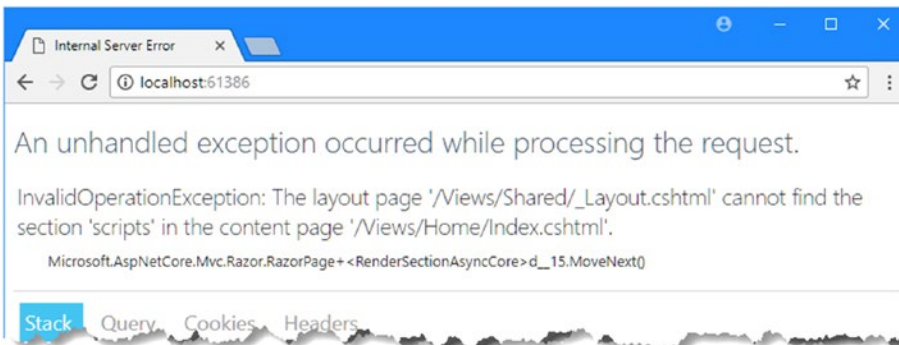 Internal Server Error
localhost:61386
An unhandled exception occurred while processing the request.
InvalidOperationException: The layout page '/Views/Shared/_Layout.cshtml' cannot find the
section 'scripts' in the content page '/Views/Home/Index.cshtml'.
Microsoft.AspNetCore.Mvc.Razor.RazorPage+<RenderSectionAsyncCore>d__15.MoveNext()
Stack Query Cookies Headers